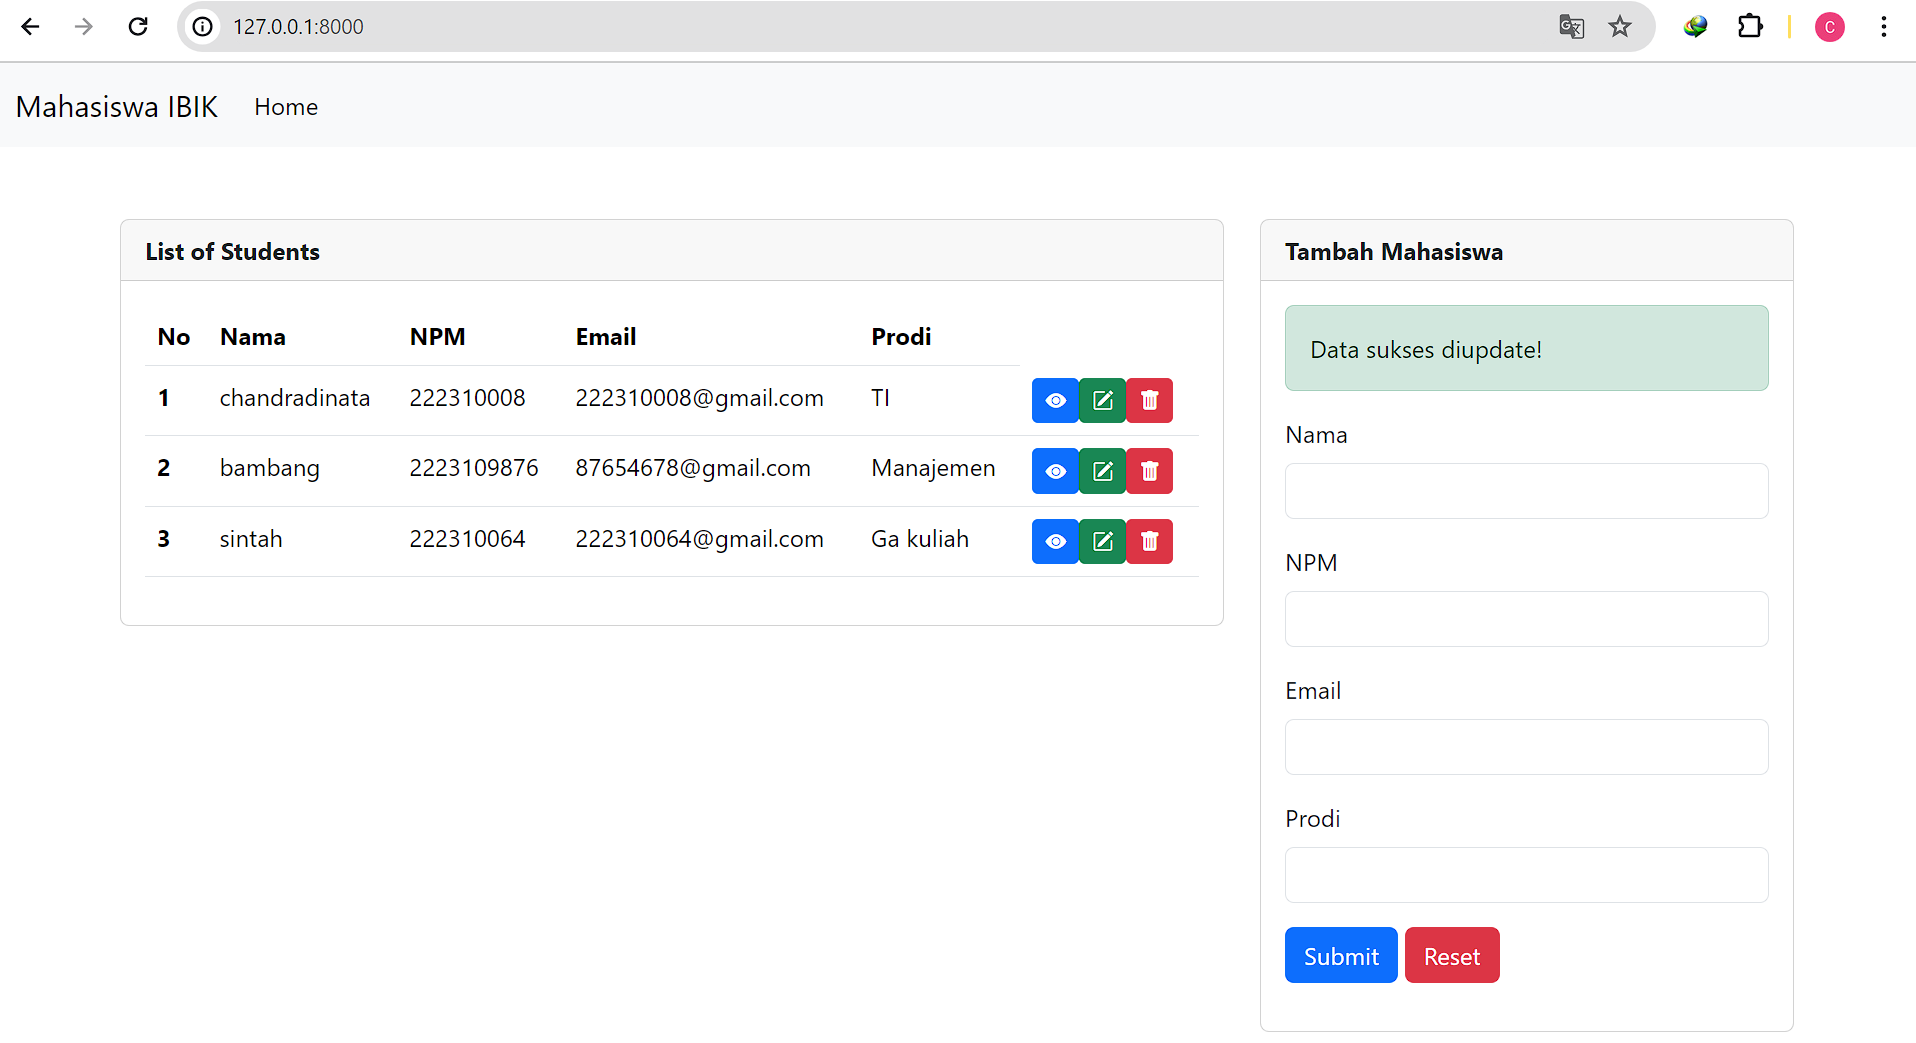 127.0.0.1:8000
C
Mahasiswa IBIK Home
List of Students
No Nama NPM Email Prodi
1 chandradinata 222310008 222310008@gmail.com TI
2 bambang 2223109876 87654678@gmail.com Manajemen
3 sintah 222310064 222310064@gmail.com Ga kuliah
Tambah Mahasiswa
Data sukses diupdate!
Nama
NPM
Email
Prodi
Submit Reset